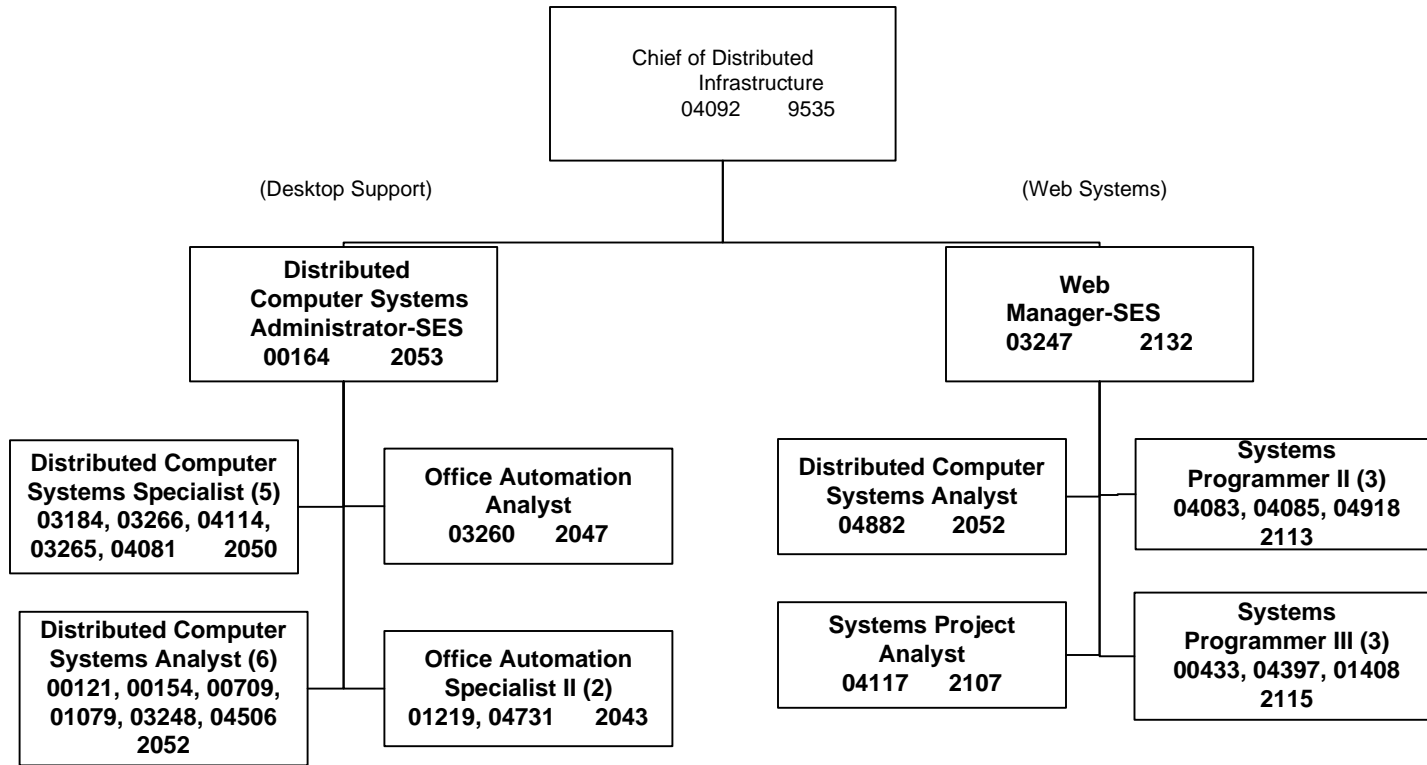 Chief of Distributed
Infrastructure
04092 9535
(Desktop Support)
(Web Systems)
Distributed
Computer Systems
Administrator-SES
00164 2053
Web
Manager-SES
03247 2132
Distributed Computer
Systems Specialist (5)
03184, 03266, 04114,
03265, 04081 2050
Office Automation
Analyst
03260 2047
Distributed Computer
Systems Analyst
04882 2052
Systems
Programmer II (3)
04083, 04085, 04918
2113
Distributed Computer
Systems Analyst (6)
00121, 00154, 00709,
01079, 03248, 04506
2052
Office Automation
Specialist II (2)
01219, 04731 2043
Systems Project
Analyst
04117 2107
Systems
Programmer III (3)
00433, 04397, 01408
2115